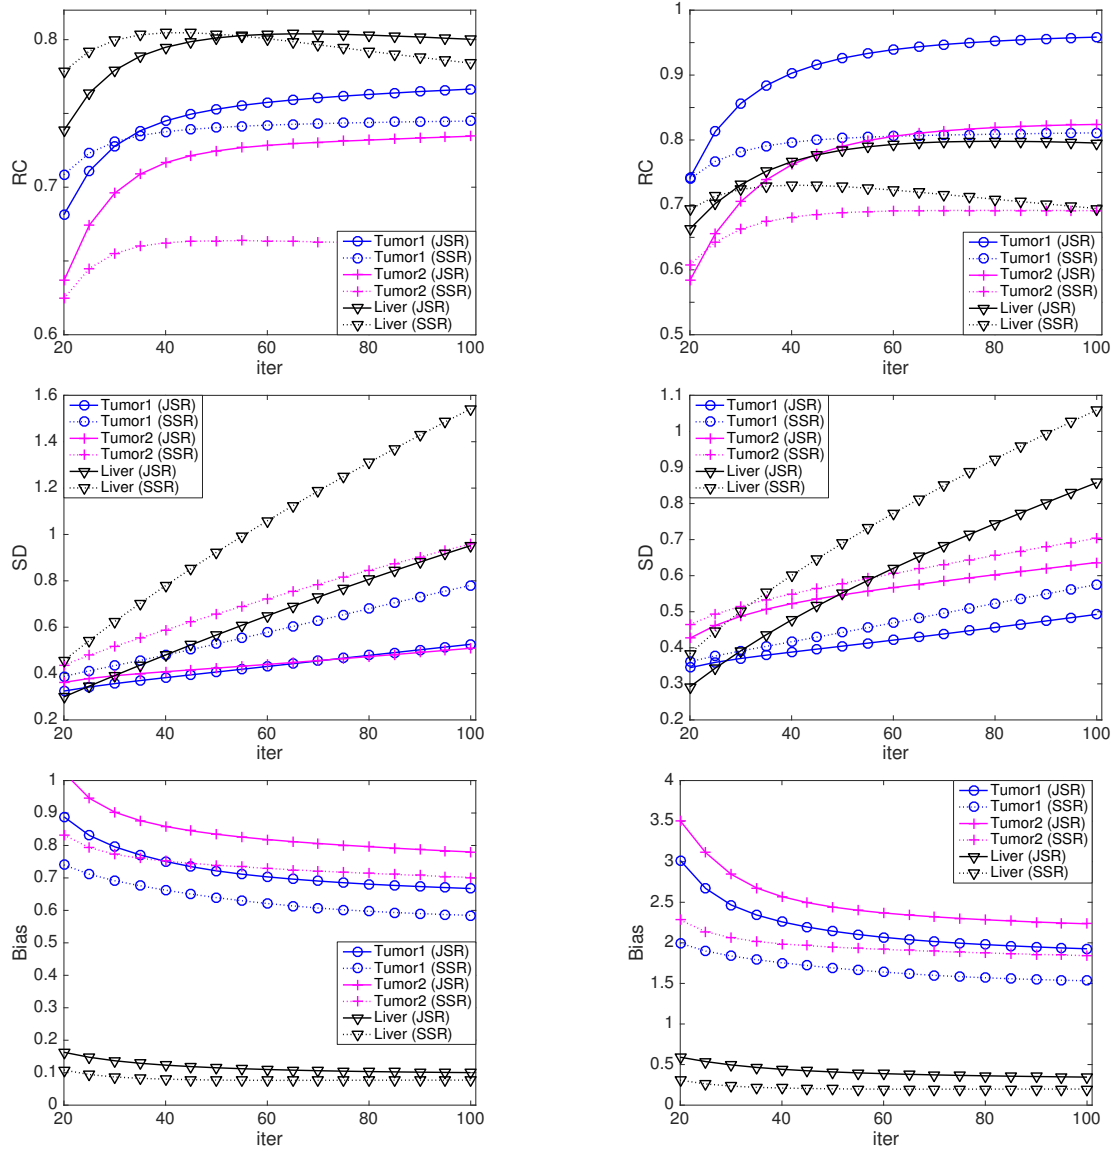 0.8
0.7
0.6
RC
20
40
60
80
100
iter
Tumor1 (JSR)
Tumor1 (SSR)
Tumor2 (JSR)
Tumor2 (SSR)
Liver (JSR)
Liver (SSR)
1
0.9
0.8
0.7
0.6
0.5
RC
20
40
60
80
100
iter
Tumor1 (JSR)
Tumor1 (SSR)
Tumor2 (JSR)
Tumor2 (SSR)
Liver (JSR)
Liver (SSR)
1.6
1.4
1.2
1
0.8
0.6
0.4
0.2
SD
20
40
60
80
100
iter
Tumor1 (JSR)
Tumor1 (SSR)
Tumor2 (JSR)
Tumor2 (SSR)
Liver (JSR)
Liver (SSR)
1.1
1
0.9
0.8
0.7
0.6
0.5
0.4
0.3
0.2
SD
20
40
60
80
100
iter
Tumor1 (JSR)
Tumor1 (SSR)
Tumor2 (JSR)
Tumor2 (SSR)
Liver (JSR)
Liver (SSR)
1
0.9
0.8
0.7
0.6
0.5
0.4
0.3
0.2
0.1
0
Bias
20
40
60
80
100
iter
Tumor1 (JSR)
Tumor1 (SSR)
Tumor2 (JSR)
Tumor2 (SSR)
Liver (JSR)
Liver (SSR)
4
3.5
3
2.5
2
1.5
1
0.5
0
Bias
20
40
60
80
100
iter
Tumor1 (JSR)
Tumor1 (SSR)
Tumor2 (JSR)
Tumor2 (SSR)
Liver (JSR)
Liver (SSR)